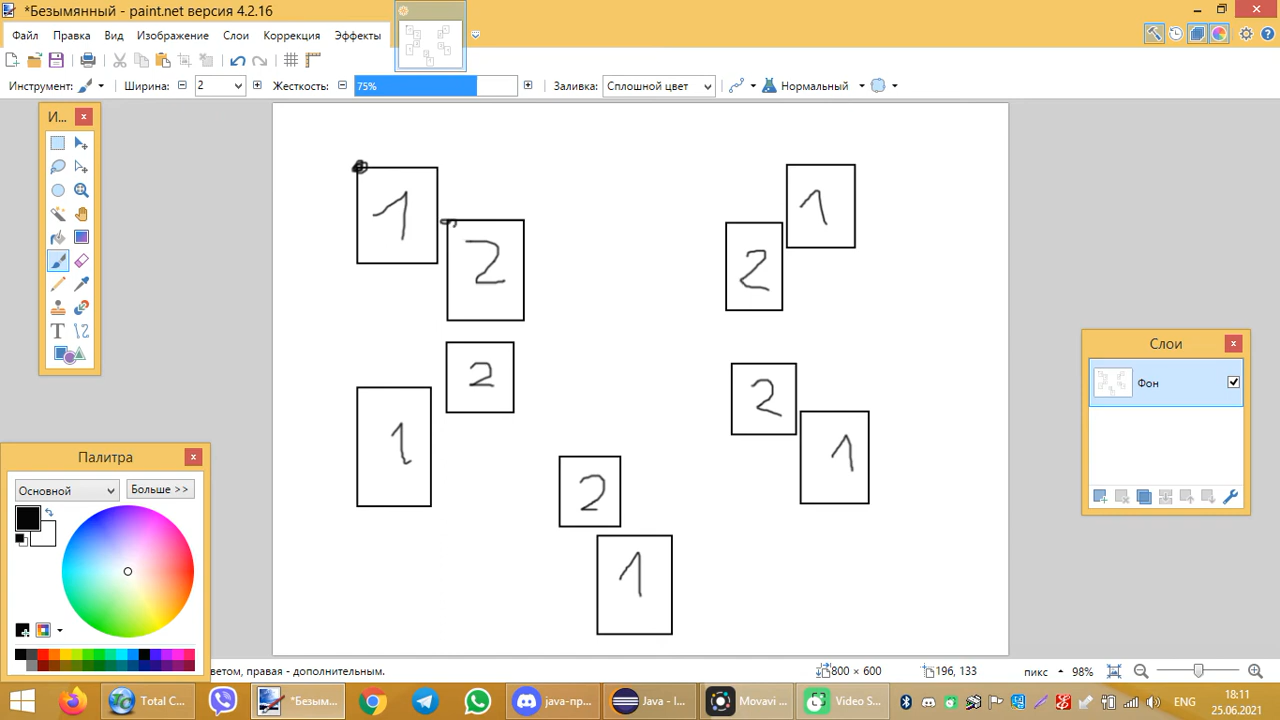 *Безымянный - paint.net версия 4.2.16
Файл Правка Вид Изображение Слои Коррекция Эффекты
Инструмент: Ширина: 2 Жесткость: 75% Заливка: Сплошной цвет Нормальный
И...
1
2
1
2
2
1
2
1
2
1
Слои
Фон
Палитра
Основной
Больше >>
ветом, правая - дополнительным.
800 × 600
196, 133
пикс
98%
Total C...
*Безым...
java-пр...
Java - I...
Movavi ...
Video S...
ENG
18:11
25.06.2021